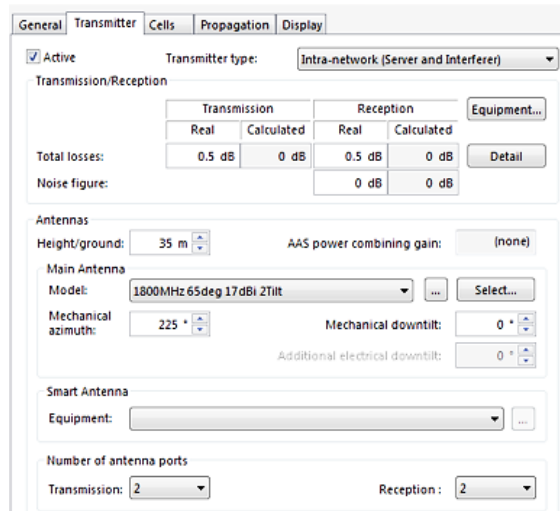 General Transmitter Cells Propagation Display
Active Transmitter type: Intra-network (Server and Interferer)
Transmission/Reception
Transmission Reception Equipment...
Real Calculated Real Calculated
Total losses: 0.5 dB 0 dB 0.5 dB 0 dB Detail
Noise figure: 0 dB 0 dB
Antennas
Height/ground: 35 m AAS power combining gain: (none)
Main Antenna
Model: 1800MHz 65deg 17dBi 2Tilt ... Select...
Mechanical azimuth: 225 ° Mechanical downtilt: 0 °
Additional electrical downtilt: 0 °
Smart Antenna
Equipment: ...
Number of antenna ports
Transmission: 2 Reception : 2